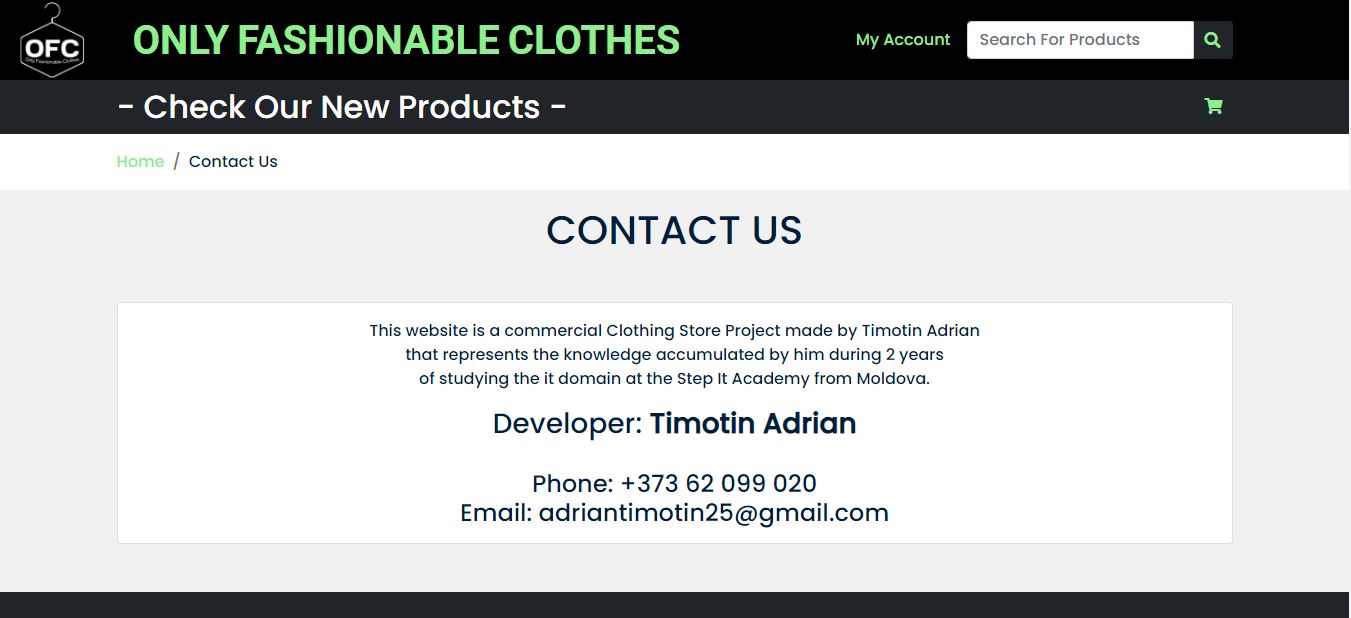 OFC
Only Fashionable Clothes
ONLY FASHIONABLE CLOTHES
My Account
Search For Products
- Check Our New Products -
Home / Contact Us
CONTACT US
This website is a commercial Clothing Store Project made by Timotin Adrian
that represents the knowledge accumulated by him during 2 years
of studying the it domain at the Step It Academy from Moldova.
Developer: Timotin Adrian
Phone: +373 62 099 020
Email: adriantimotin25@gmail.com